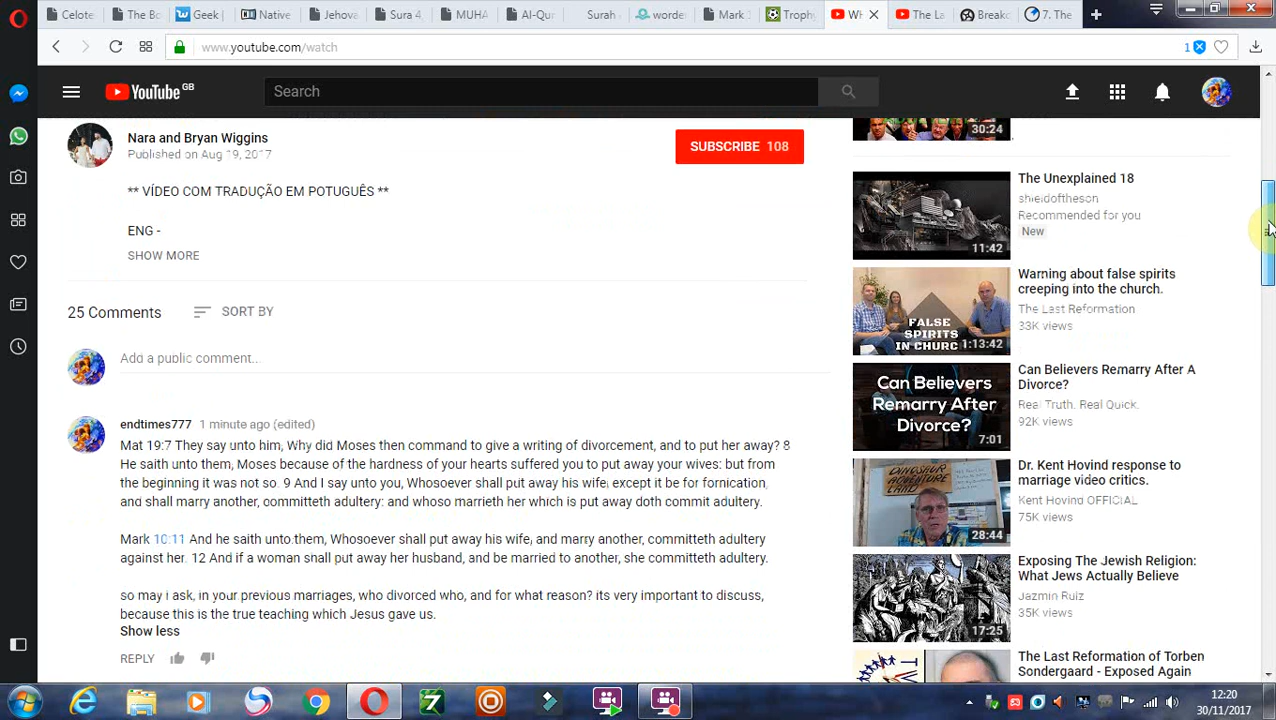 Celote
The Bo
Geek |
Native
Jehova
Sura 4
MUHA
Al-Qur
Surah
worde
Mark
Trophy
Wh
The La
Breako
7. The
www.youtube.com/watch
1
YouTube GB
Search
Nara and Bryan Wiggins
Published on Aug 19, 2017
SUBSCRIBE 108
** VÍDEO COM TRADUÇÃO EM POTUGUÊS **
ENG -
SHOW MORE
25 Comments
SORT BY
Add a public comment..
endtimes777 1 minute ago (edited)
Mat 19:7 They say unto him, Why did Moses then command to give a writing of divorcement, and to put her away? 8
He saith unto them, Moses because of the hardness of your hearts suffered you to put away your wives: but from
the beginning it was not so. 9 And I say unto you, Whosoever shall put away his wife, except it be for fornication,
and shall marry another, committeth adultery: and whoso marrieth her which is put away doth commit adultery.
Mark 10:11 And he saith unto them, Whosoever shall put away his wife, and marry another, committeth adultery
against her. 12 And if a woman shall put away her husband, and be married to another, she committeth adultery.
so may i ask, in your previous marriages, who divorced who, and for what reason? its very important to discuss,
because this is the true teaching which Jesus gave us.
Show less
REPLY
30:24
The Unexplained 18
shieldoftheson
Recommended for you
New
11:42
Warning about false spirits
creeping into the church.
The Last Reformation
33K views
FALSE
SPIRITS
IN CHURC
1:13:42
Can Believers Remarry After A
Divorce?
Real Truth. Real Quick.
92K views
Can Believers
Remarry After
Divorce?
7:01
Dr. Kent Hovind response to
marriage video critics.
Kent Hovind OFFICIAL
75K views
28:44
Exposing The Jewish Religion:
What Jews Actually Believe
Jazmin Ruiz
35K views
17:25
The Last Reformation of Torben
Sondergaard - Exposed Again
12:20
30/11/2017